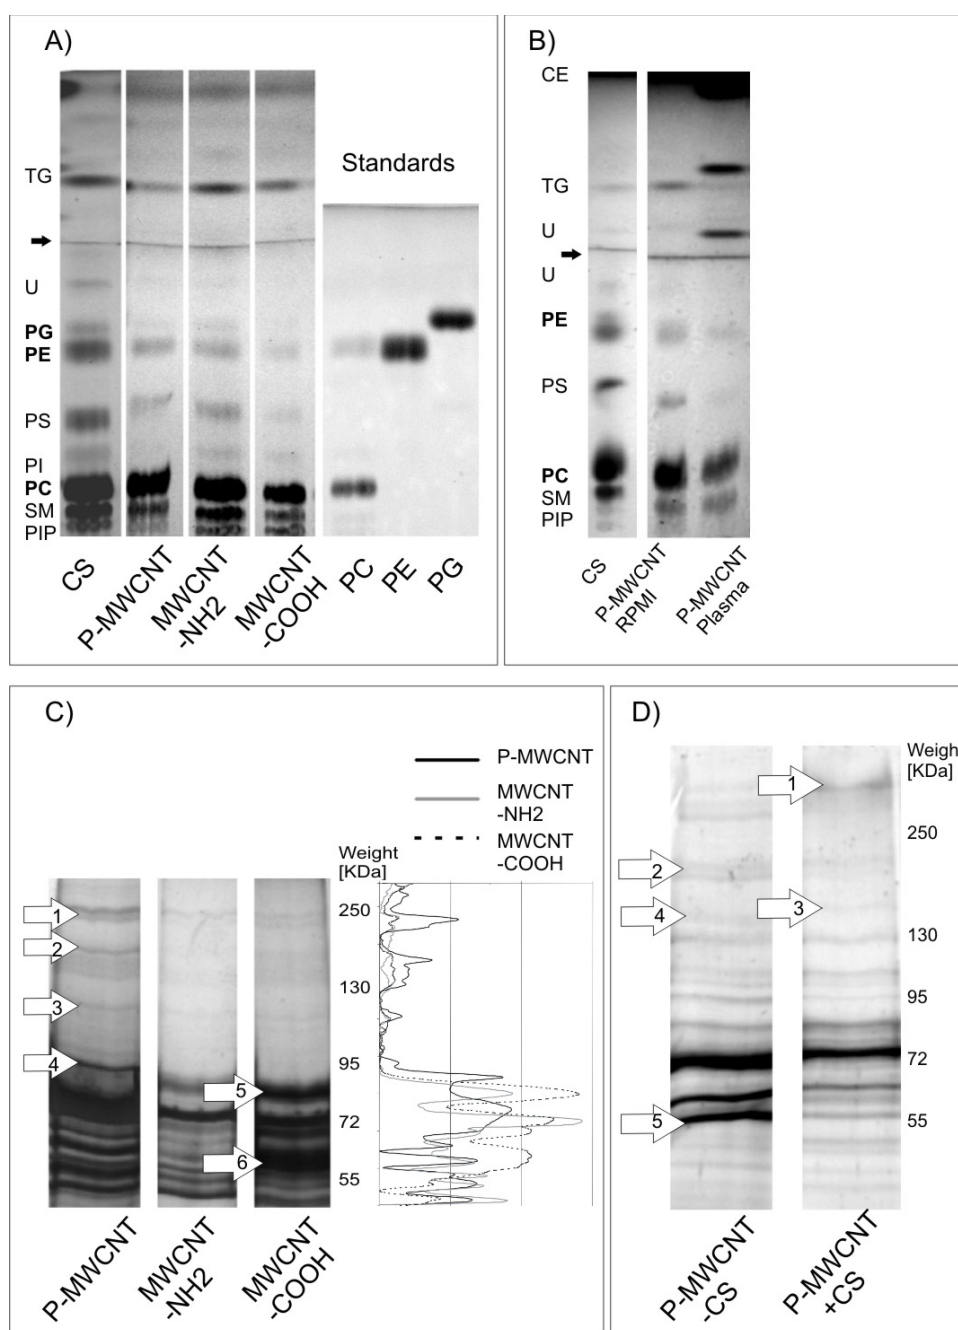 A)
TG
U
PG
PE
PS
PI
PC
SM
PIP
Standards
CS
P-MWCNT
MWCNT
-NH2
MWCNT
-COOH
PC
PE
PG
B)
CE
TG
U
U
PE
PS
PC
SM
PIP
CS
P-MWCNT
RPMI
P-MWCNT
Plasma
C)
P-MWCNT
MWCNT
-NH2
MWCNT
-COOH
Weight
[KDa]
250
130
95
72
55
1
2
3
4
5
6
P-MWCNT
MWCNT
-NH2
MWCNT
-COOH
D)
Weigh
[KDa]
250
130
95
72
55
1
2
4
3
5
P-MWCNT
-CS
P-MWCNT
+CS